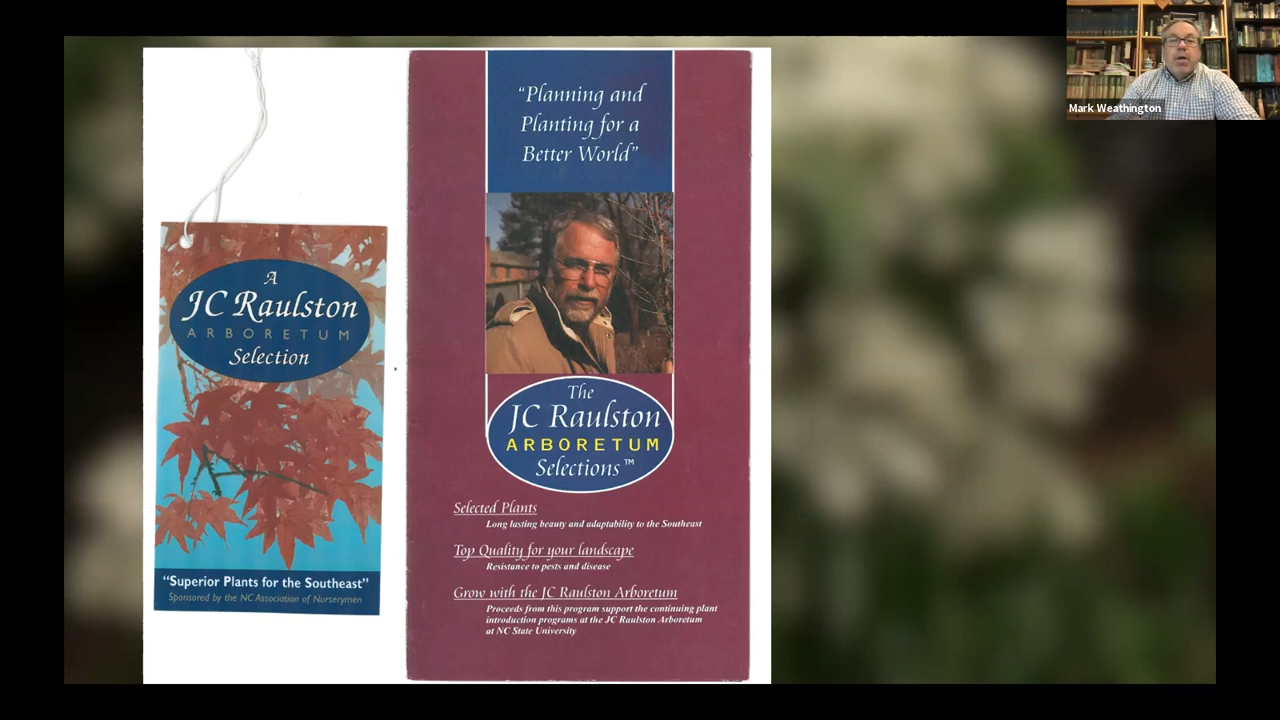 Mark Weathington
A
JC Raulston
ARBORETUM
Selection
"Superior Plants for the Southeast"
Sponsored by the NC Association of Nurserymen
"Planning and
Planting for a
Better World"
The
JC Raulston
ARBORETUM
Selections™
Selected Plants
Long lasting beauty and adaptability to the Southeast
Top Quality for your landscape
Resistance to pests and disease
Grow with the JC Raulston Arboretum
Proceeds from this program support the continuing plant
introduction programs at the JC Raulston Arboretum
at NC State University